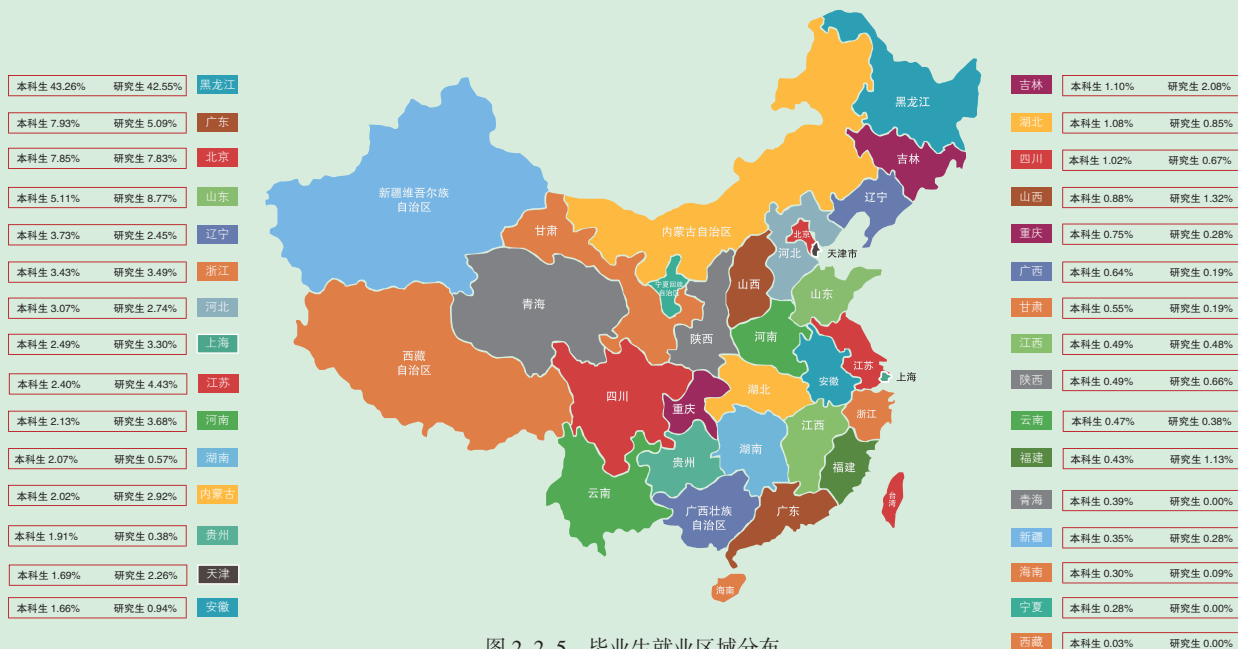 本科生 43.26% 研究生 42.55% 黑龙江
本科生 7.93% 研究生 5.09% 广东
本科生 7.85% 研究生 7.83% 北京
本科生 5.11% 研究生 8.77% 山东
本科生 3.73% 研究生 2.45% 辽宁
本科生 3.43% 研究生 3.49% 浙江
本科生 3.07% 研究生 2.74% 河北
本科生 2.49% 研究生 3.30% 上海
本科生 2.40% 研究生 4.43% 江苏
本科生 2.13% 研究生 3.68% 河南
本科生 2.07% 研究生 0.57% 湖南
本科生 2.02% 研究生 2.92% 内蒙古
本科生 1.91% 研究生 0.38% 贵州
本科生 1.69% 研究生 2.26% 天津
本科生 1.66% 研究生 0.94% 安徽
黑龙江
吉林
辽宁
新疆维吾尔族
自治区
甘肃
内蒙古自治区
北京
天津市
河北
宁夏回族
自治区
山西
山东
青海
陕西
河南
西藏
自治区
江苏
上海
安徽
四川
湖北
重庆
浙江
江西
湖南
贵州
福建
云南
广西壮族
自治区
广东
台湾
海南
吉林 本科生 1.10% 研究生 2.08%
湖北 本科生 1.08% 研究生 0.85%
四川 本科生 1.02% 研究生 0.67%
山西 本科生 0.88% 研究生 1.32%
重庆 本科生 0.75% 研究生 0.28%
广西 本科生 0.64% 研究生 0.19%
甘肃 本科生 0.55% 研究生 0.19%
江西 本科生 0.49% 研究生 0.48%
陕西 本科生 0.49% 研究生 0.66%
云南 本科生 0.47% 研究生 0.38%
福建 本科生 0.43% 研究生 1.13%
青海 本科生 0.39% 研究生 0.00%
新疆 本科生 0.35% 研究生 0.28%
海南 本科生 0.30% 研究生 0.09%
宁夏 本科生 0.28% 研究生 0.00%
西藏 本科生 0.03% 研究生 0.00%
图 2-2-5 毕业生就业区域分布